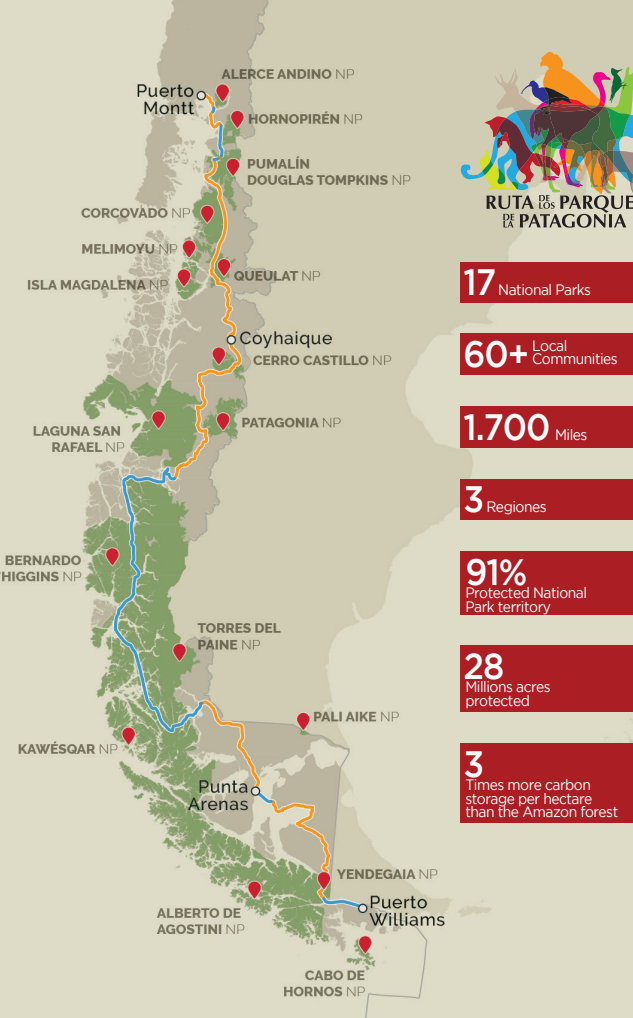 ALERCE ANDINO NP
Puerto
Montt
HORNOPIRÉN NP
PUMALÍN
DOUGLAS TOMPKINS NP
CORCOVADO NP
MELIMOYU NP
QUEULAT NP
ISLA MAGDALENA NP
Coyhaique
CERRO CASTILLO NP
PATAGONIA NP
LAGUNA SAN
RAFAEL NP
BERNARDO
'HIGGINS NP
TORRES DEL
PAINE NP
PALI AIKE NP
KAWÉSQAR NP
Punta
Arenas
YENDEGAIA NP
Puerto
Williams
ALBERTO DE
AGOSTINI NP
CABO DE
HORNOS NP
RUTA DE LOS PARQUE
DE LA PATAGONIA
17 National Parks
60+ Local
Communities
1.700 Miles
3 Regiones
91%
Protected National
Park territory
28
Millions acres
protected
3
Times more carbon
storage per hectare
than the Amazon forest